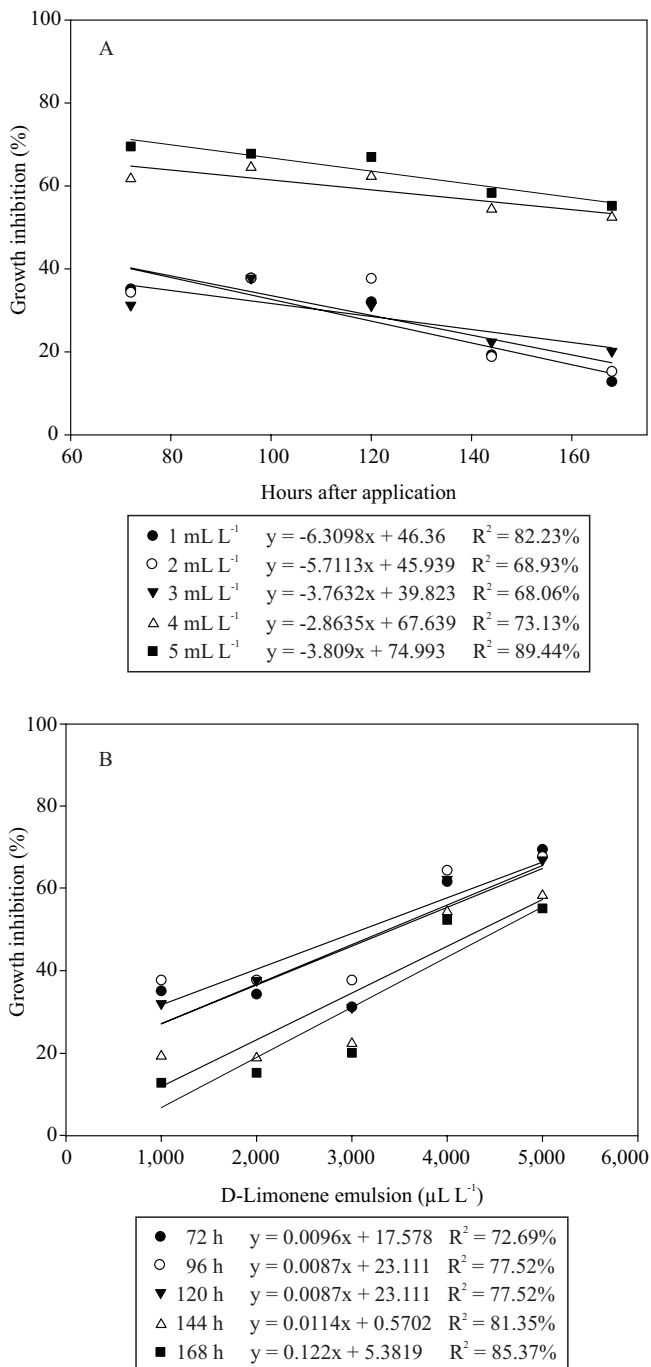 100
A
80
60
40
20
0
60 80 100 120 140 160
Growth inhibition (%)
Hours after application
● 1 mL L⁻¹ y = -6.3098x + 46.36 R² = 82.23%
○ 2 mL L⁻¹ y = -5.7113x + 45.939 R² = 68.93%
▼ 3 mL L⁻¹ y = -3.7632x + 39.823 R² = 68.06%
△ 4 mL L⁻¹ y = -2.8635x + 67.639 R² = 73.13%
■ 5 mL L⁻¹ y = -3.809x + 74.993 R² = 89.44%
100
B
80
60
40
20
0
0 1,000 2,000 3,000 4,000 5,000 6,000
Growth inhibition (%)
D-Limonene emulsion (µL L⁻¹)
● 72 h y = 0.0096x + 17.578 R² = 72.69%
○ 96 h y = 0.0087x + 23.111 R² = 77.52%
▼ 120 h y = 0.0087x + 23.111 R² = 77.52%
△ 144 h y = 0.0114x + 0.5702 R² = 81.35%
■ 168 h y = 0.122x + 5.3819 R² = 85.37%